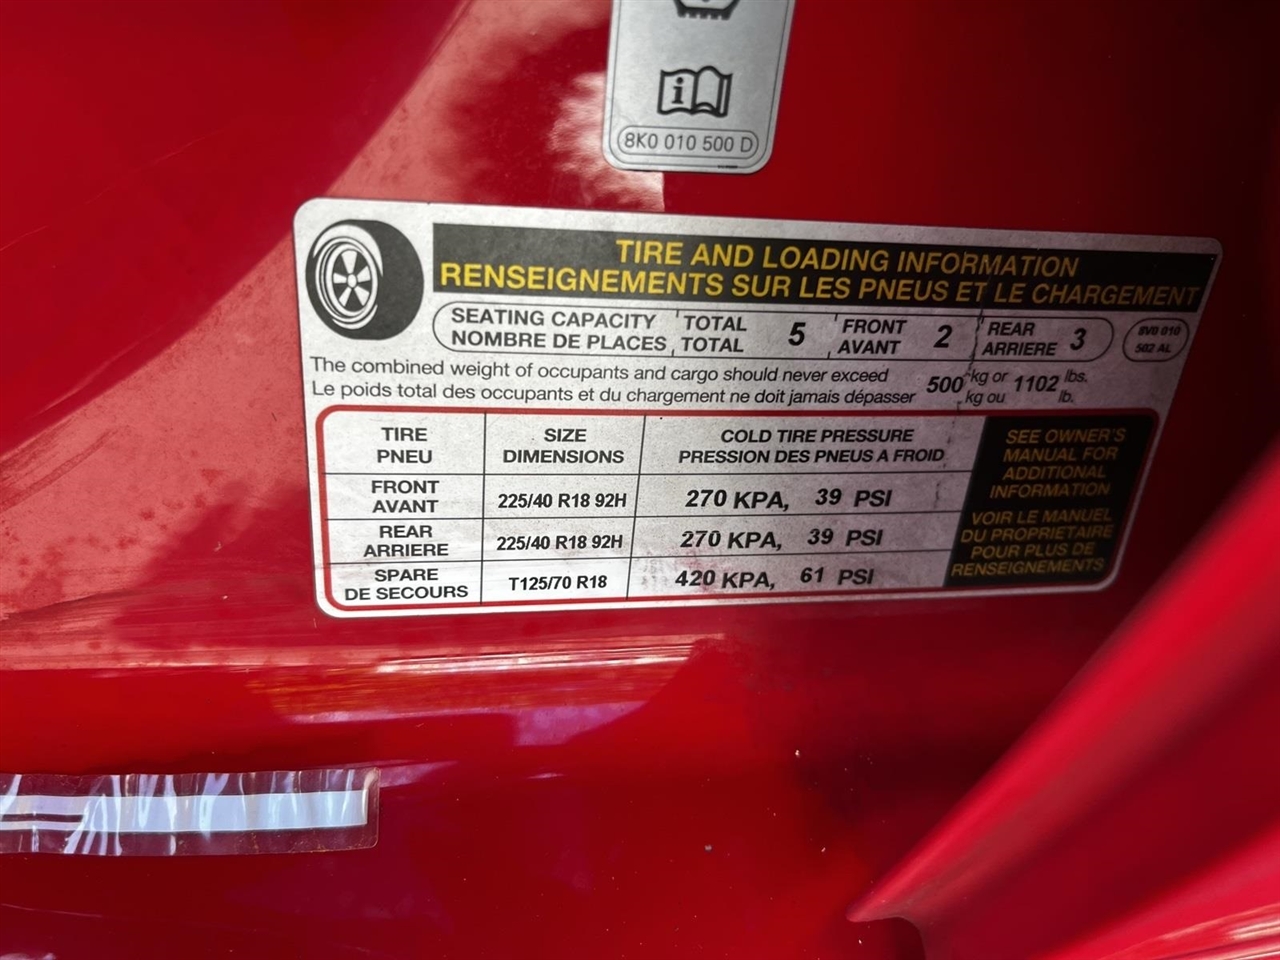 8K0 010 500 D
TIRE AND LOADING INFORMATION
RENSEIGNEMENTS SUR LES PNEUS ET LE CHARGEMENT
SEATING CAPACITY TOTAL 5 FRONT 2 REAR 3
NOMBRE DE PLACES TOTAL AVANT ARRIERE
8V0 010
502 AL
The combined weight of occupants and cargo should never exceed 500 kg or 1102 lbs.
Le poids total des occupants et du chargement ne doit jamais dépasser kg ou lb.
TIRE SIZE COLD TIRE PRESSURE
PNEU DIMENSIONS PRESSION DES PNEUS A FROID
FRONT
AVANT 225/40 R18 92H 270 KPA, 39 PSI
REAR
ARRIERE 225/40 R18 92H 270 KPA, 39 PSI
SPARE
DE SECOURS T125/70 R18 420 KPA, 61 PSI
SEE OWNER'S
MANUAL FOR
ADDITIONAL
INFORMATION
VOIR LE MANUEL
DU PROPRIETAIRE
POUR PLUS DE
RENSEIGNEMENTS